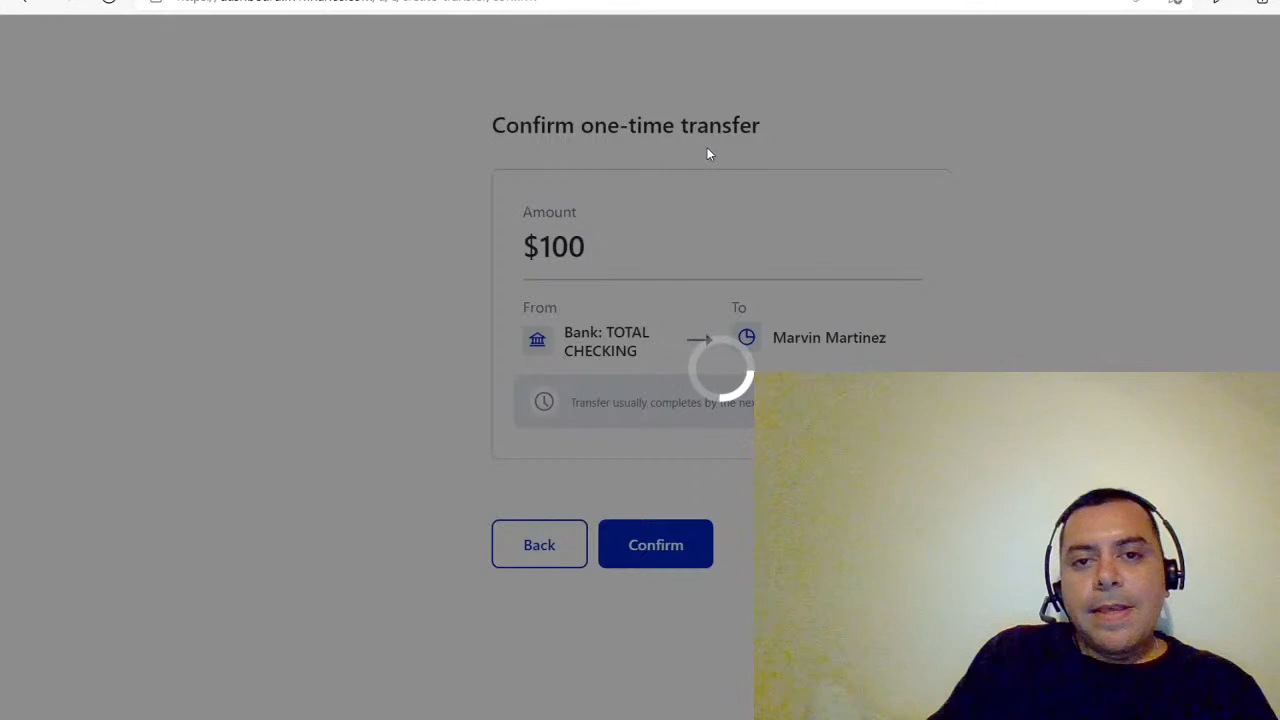 Confirm one-time transfer
Amount
$100
From
To
Bank: TOTAL
CHECKING
Marvin Martinez
Transfer usually completes by the
Back
Confirm